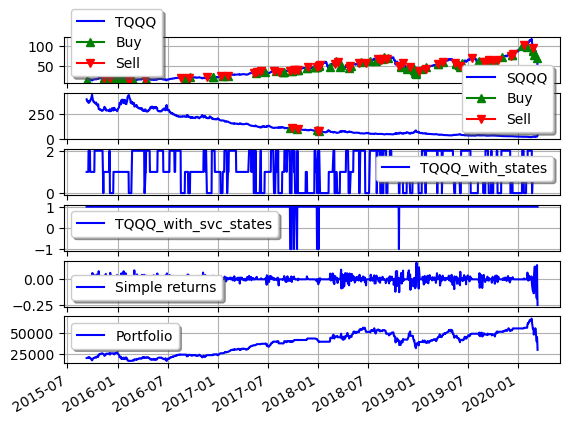 TQQQ
Buy
Sell
100
50
SQQQ
Buy
Sell
250
0
2
0
TQQQ_with_states
1
−1
TQQQ_with_svc_states
0.00
−0.25
Simple returns
50000
25000
Portfolio
2015-07
2016-01
2016-07
2017-01
2017-07
2018-01
2018-07
2019-01
2019-07
2020-01